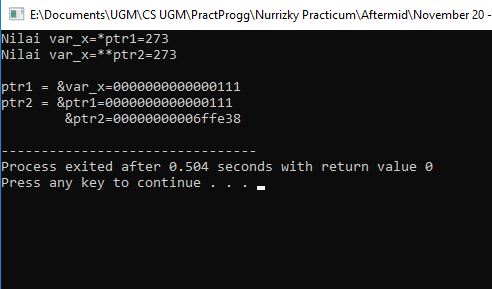 E:\Documents\UGM\CS UGM\PractProgg\Nurrizky Practicum\Aftermid\November 20 -
Nilai var_x=*ptr1=273
Nilai var_x=**ptr2=273
ptr1 = &var_x=0000000000000111
ptr2 = &ptr1=0000000000000111
&ptr2=00000000006ffe38
--------------------------------
Process exited after 0.504 seconds with return value 0
Press any key to continue . . .